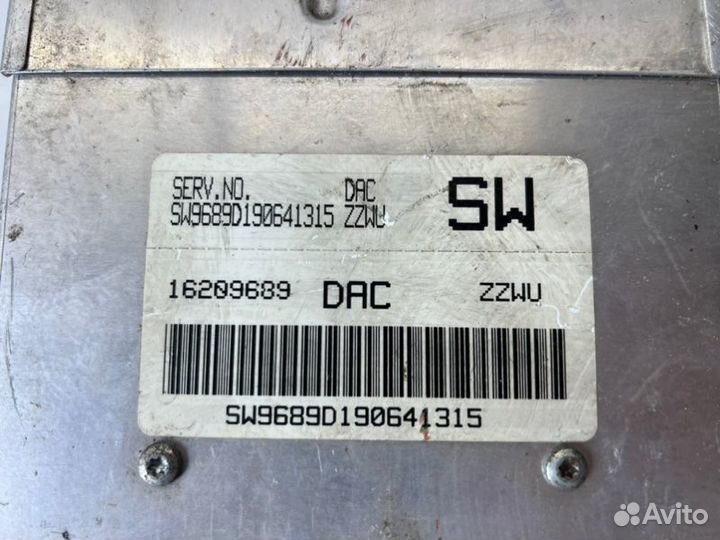 SERV.NO. DAC SW
SW9689D190641315 ZZWU
16209689 DAC ZZWU
SW9689D190641315
Avito